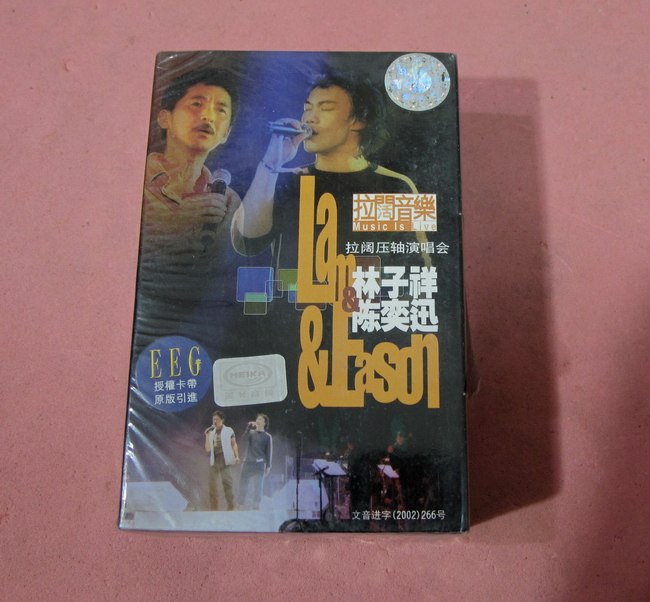 拉闊音樂
Music Is Live
拉阔压轴演唱会
林子祥
&
陈奕迅
Lam
&Eason
EEG
授權卡帶
原版引進
MEIKA
文音进字(2002)266号